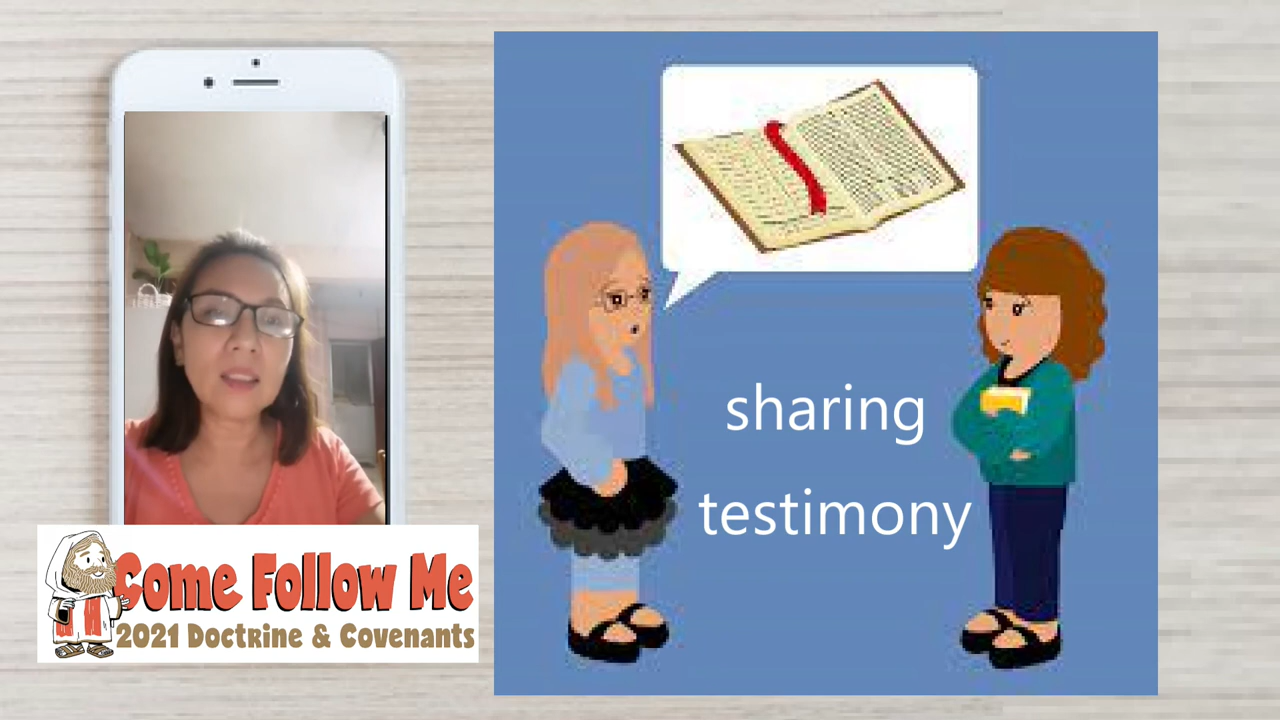 sharing
testimony
Come Follow Me
2021 Doctrine & Covenants